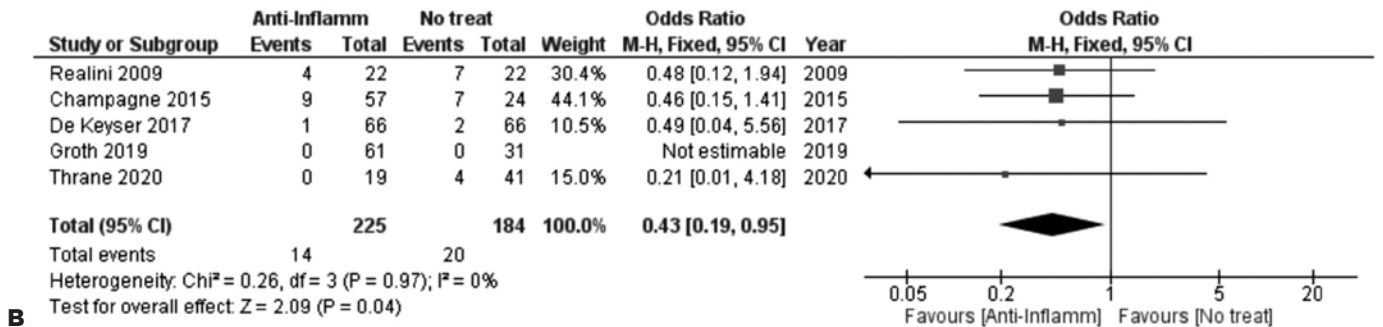 Anti-Inflamm No treat Odds Ratio Odds Ratio
Study or Subgroup Events Total Events Total Weight M-H, Fixed, 95% CI Year M-H, Fixed, 95% CI
Realini 2009 4 22 7 22 30.4% 0.48 [0.12, 1.94] 2009
Champagne 2015 9 57 7 24 44.1% 0.46 [0.15, 1.41] 2015
De Keyser 2017 1 66 2 66 10.5% 0.49 [0.04, 5.56] 2017
Groth 2019 0 61 0 31 Not estimable 2019
Thrane 2020 0 19 4 41 15.0% 0.21 [0.01, 4.18] 2020
Total (95% CI) 225 184 100.0% 0.43 [0.19, 0.95]
Total events 14 20
Heterogeneity: Chi² = 0.26, df = 3 (P = 0.97); I² = 0%
Test for overall effect: Z = 2.09 (P = 0.04)
0.05 0.2 1 5 20
Favours [Anti-Inflamm] Favours [No treat]
B